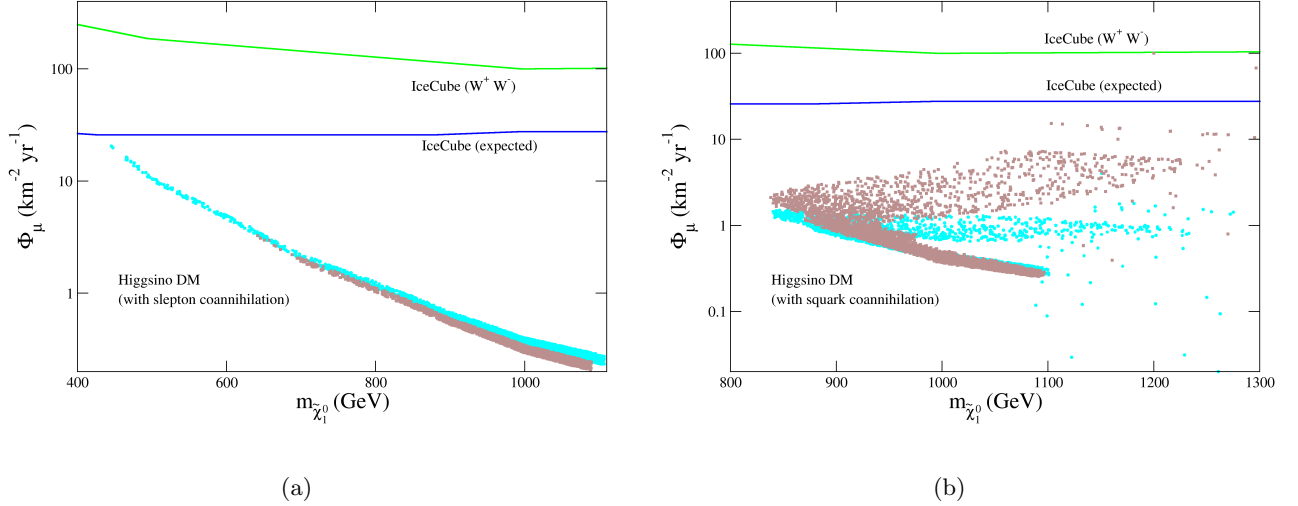 100
10
1
Φμ (km-2 yr-1)
IceCube (W+ W-)
IceCube (expected)
Higgsino DM
(with slepton coannihilation)
400 600 800 1000
mχ̃10 (GeV)
(a)
100
10
1
0.1
Φμ (km-2 yr-1)
IceCube (W+ W-)
IceCube (expected)
Higgsino DM
(with squark coannihilation)
800 900 1000 1100 1200 1300
mχ̃10 (GeV)
(b)